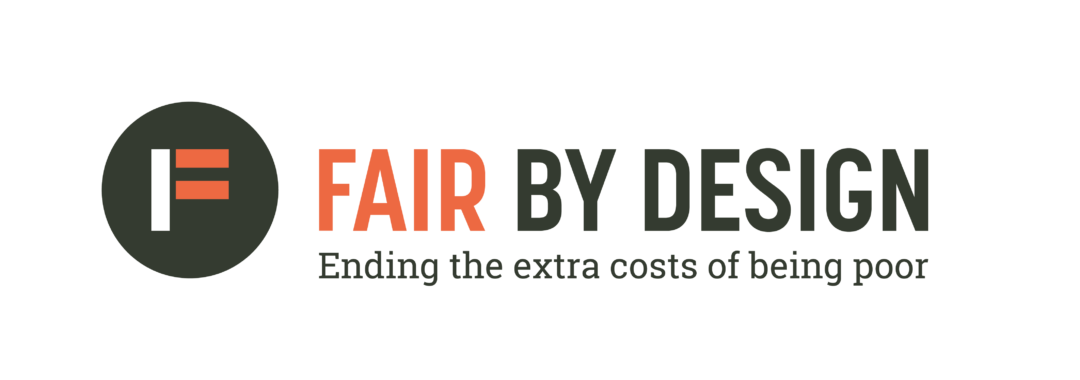 F
FAIR BY DESIGN
Ending the extra costs of being poor